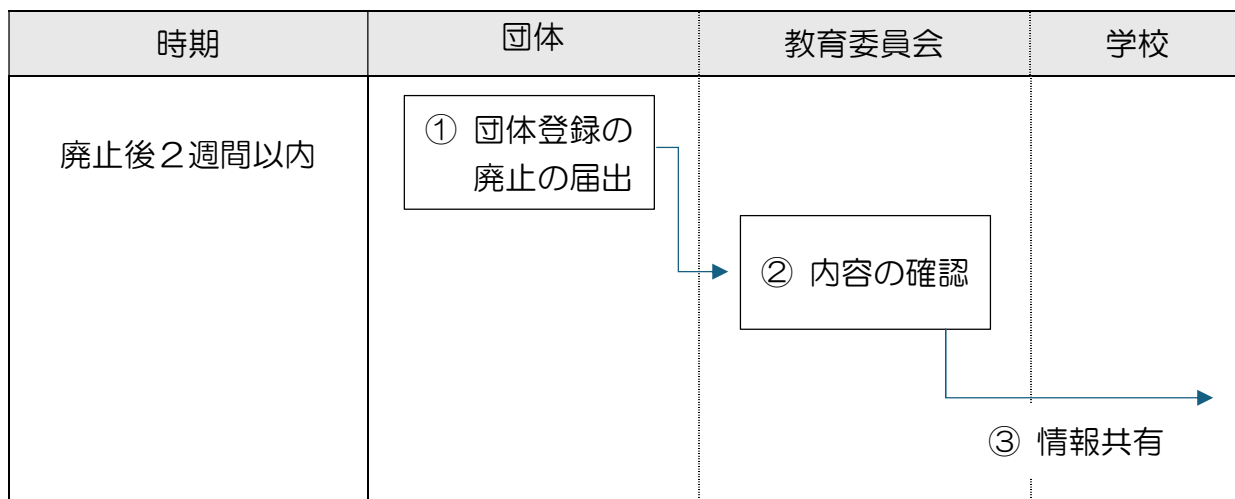 時期
団体
教育委員会
学校
廃止後２週間以内
① 団体登録の
廃止の届出
② 内容の確認
③ 情報共有